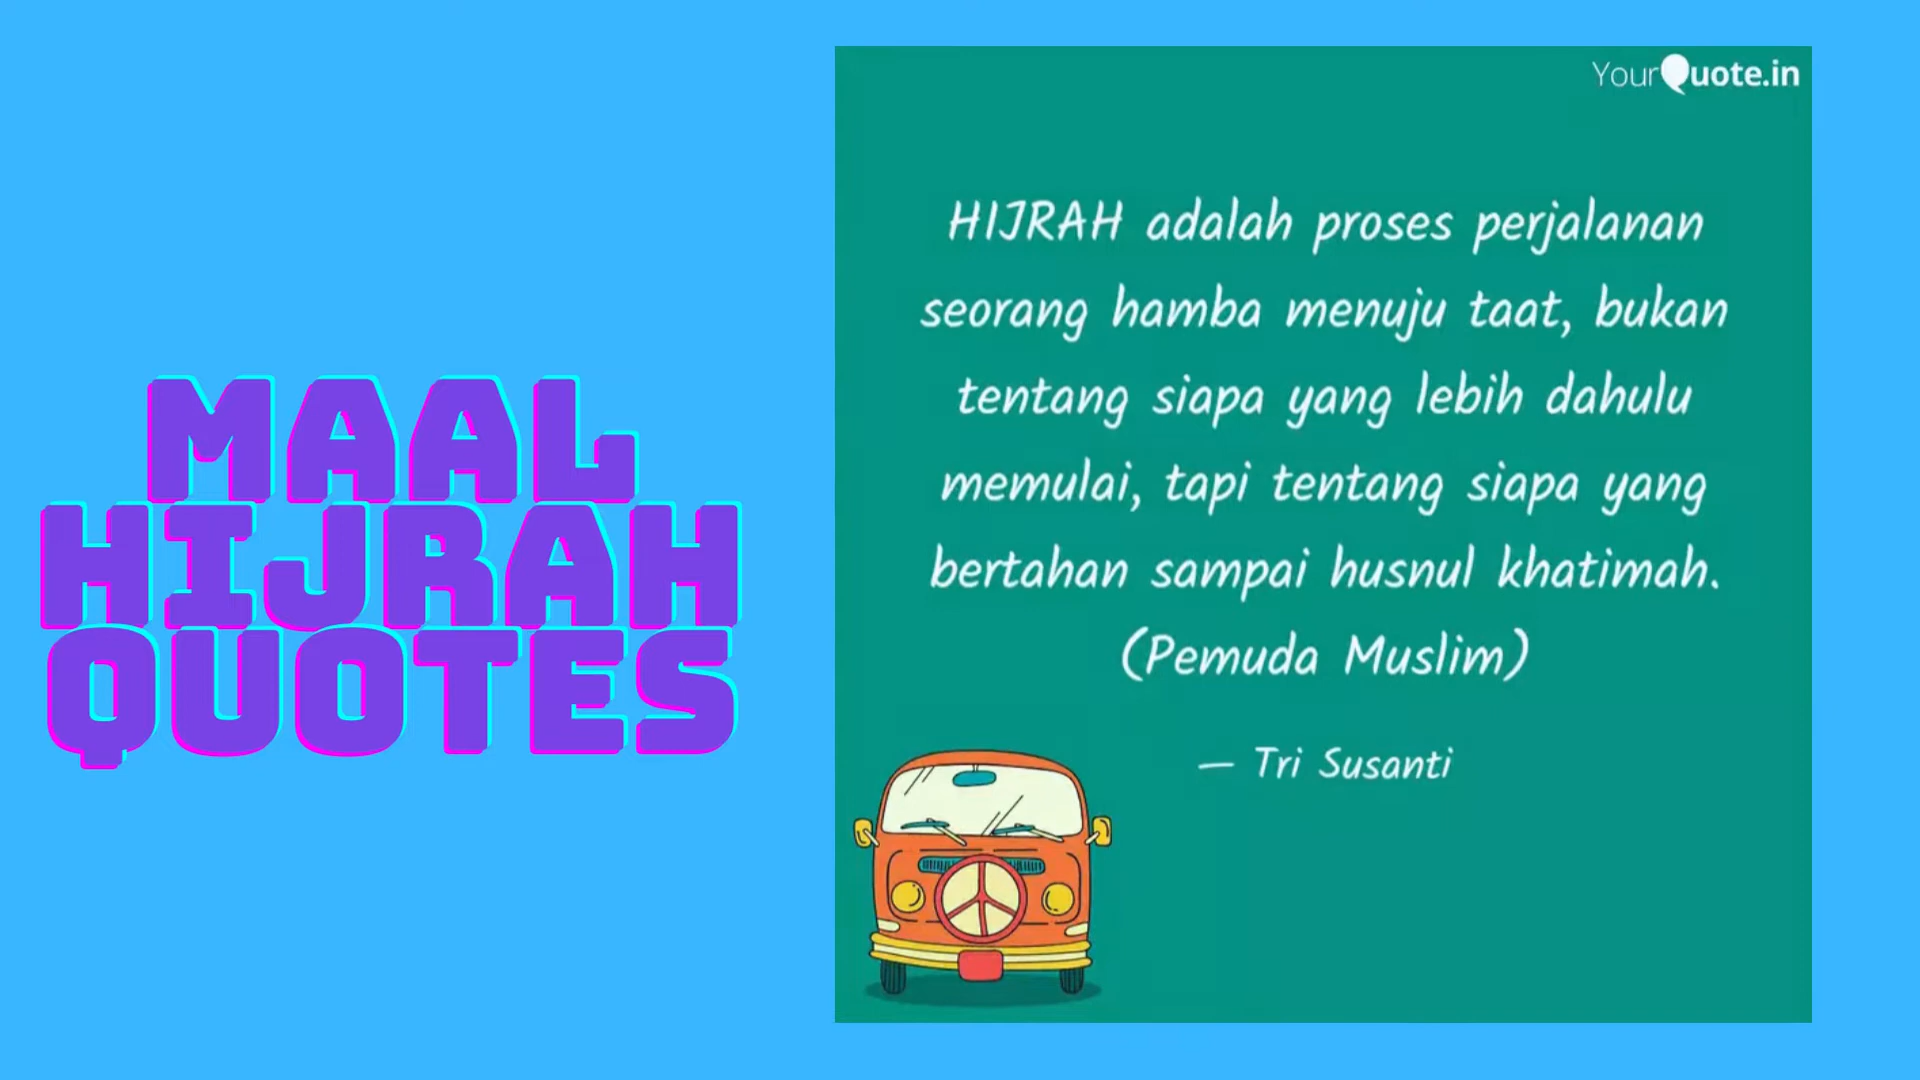 MAAL
HIJRAH
QUOTES
YourQuote.in
HIJRAH adalah proses perjalanan
seorang hamba menuju taat, bukan
tentang siapa yang lebih dahulu
memulai, tapi tentang siapa yang
bertahan sampai husnul khatimah.
(Pemuda Muslim)
— Tri Susanti